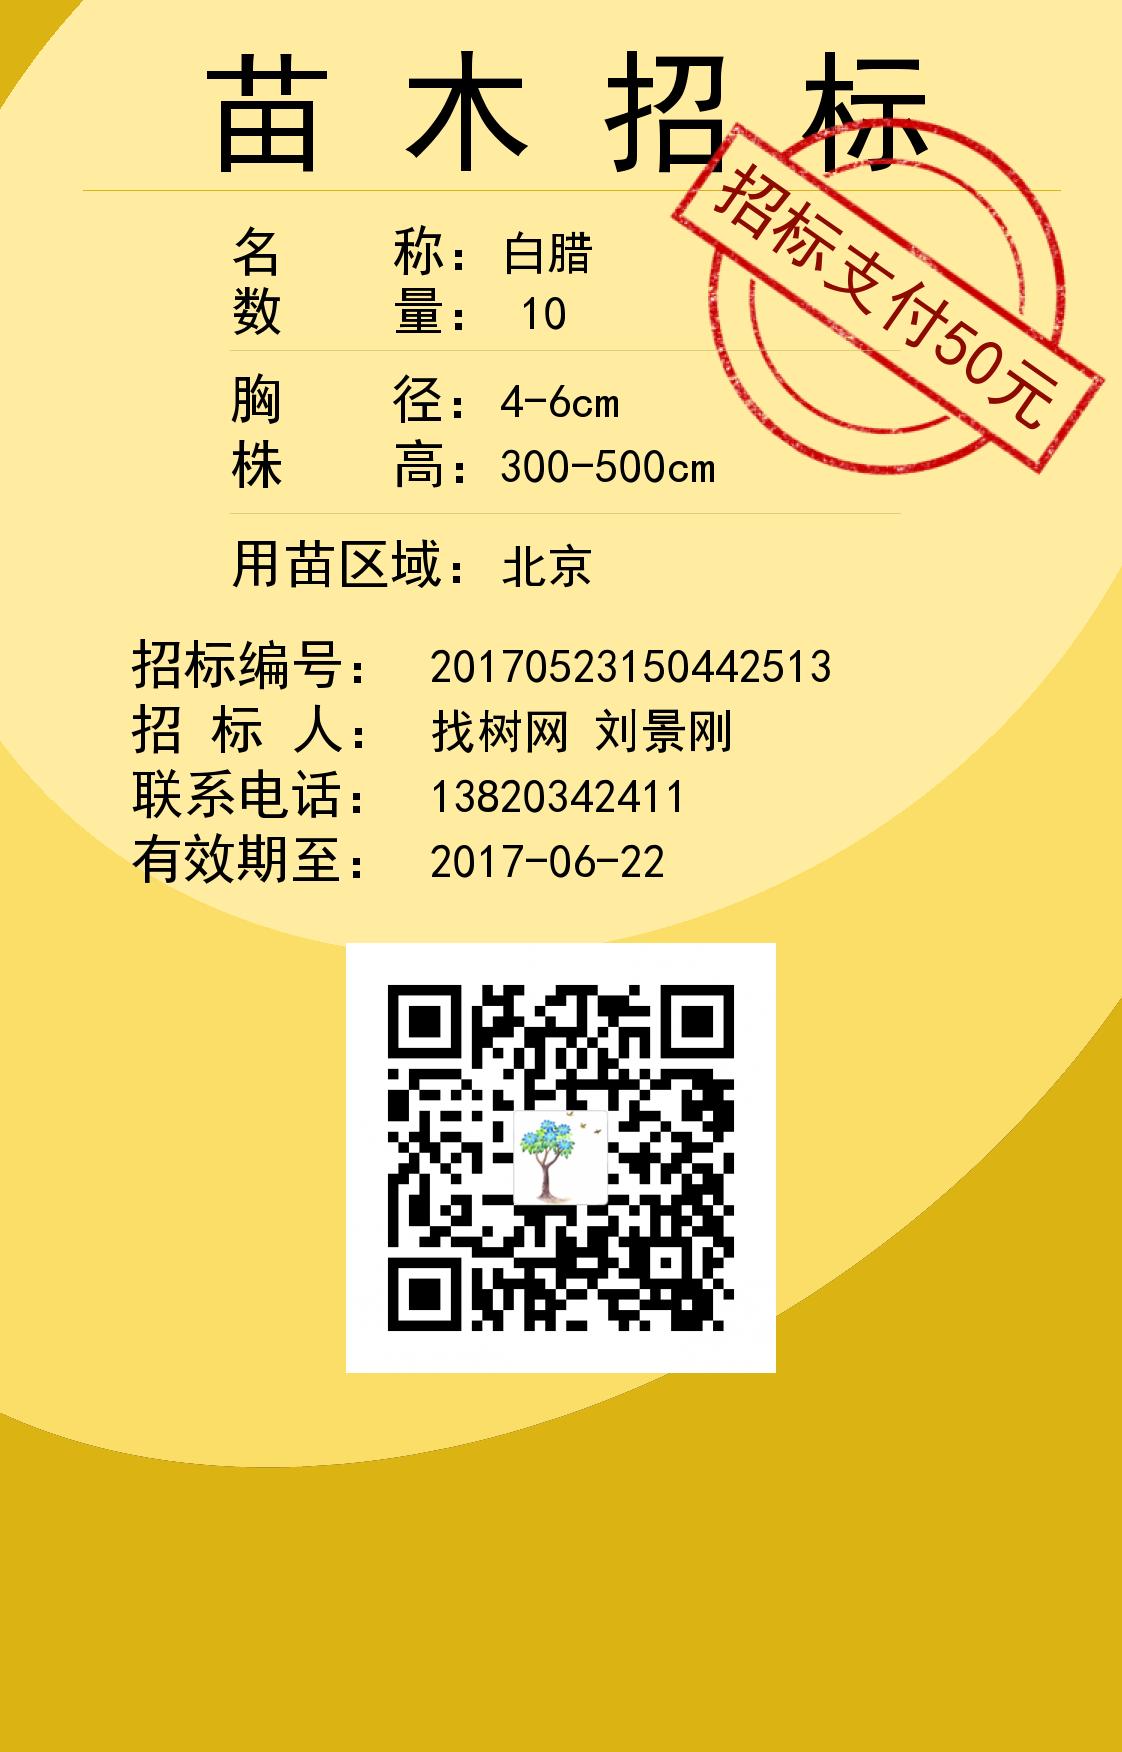 苗木招标
招标支付50元
名称：白腊
数量：10
胸径：4-6cm
株高：300-500cm
用苗区域：北京
招标编号：20170523150442513
招标人：找树网 刘景刚
联系电话：13820342411
有效期至：2017-06-22